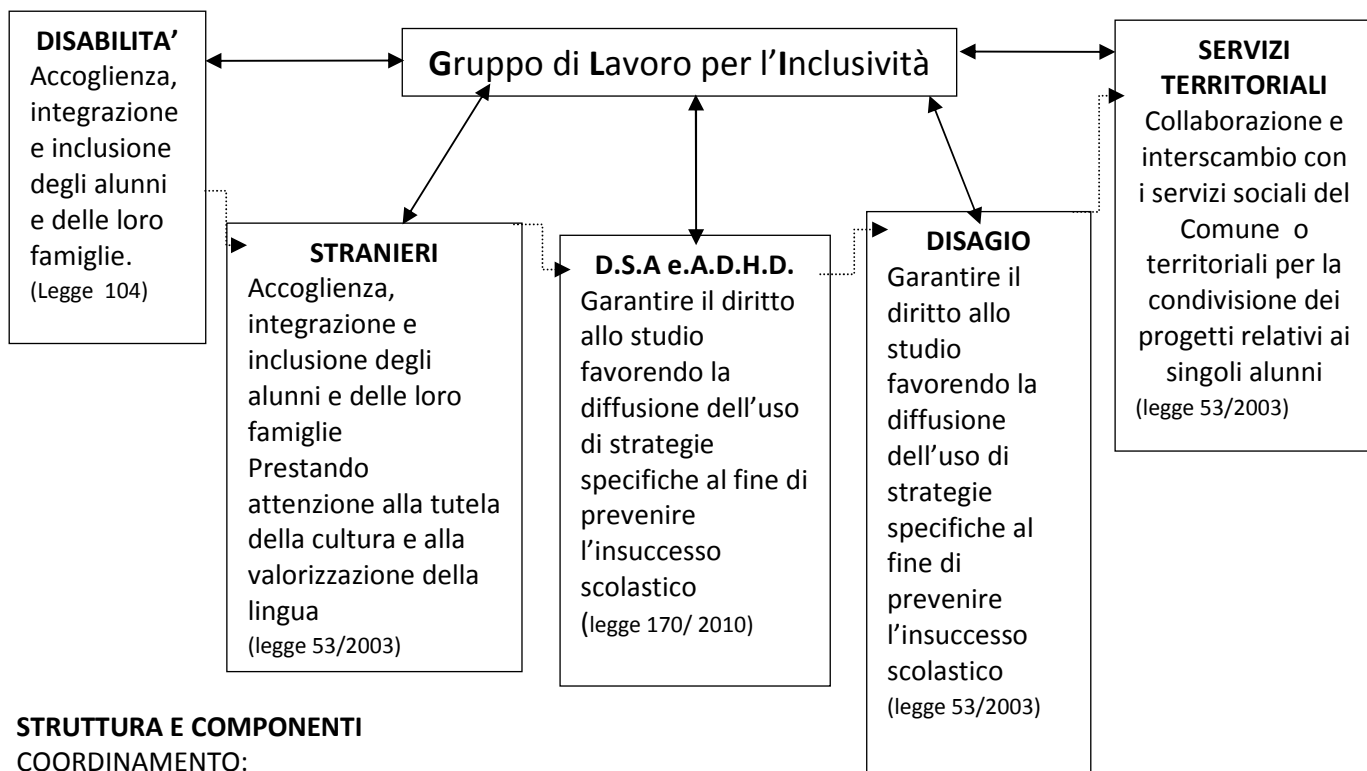 DISABILITA’
Accoglienza,
integrazione
e inclusione
degli alunni
e delle loro
famiglie.
(Legge 104)
Gruppo di Lavoro per l’Inclusività
SERVIZI
TERRITORIALI
Collaborazione e
interscambio con
i servizi sociali del
Comune o
territoriali per la
condivisione dei
progetti relativi ai
singoli alunni
(legge 53/2003)
STRANIERI
Accoglienza,
integrazione e
inclusione degli
alunni e delle loro
famiglie
Prestando
attenzione alla tutela
della cultura e alla
valorizzazione della
lingua
(legge 53/2003)
D.S.A e.A.D.H.D.
Garantire il diritto
allo studio
favorendo la
diffusione dell’uso
di strategie
specifiche al fine di
prevenire
l’insuccesso
scolastico
(legge 170/ 2010)
DISAGIO
Garantire il
diritto allo
studio
favorendo la
diffusione
dell’uso di
strategie
specifiche al
fine di
prevenire
l’insuccesso
scolastico
(legge 53/2003)
STRUTTURA E COMPONENTI
COORDINAMENTO: